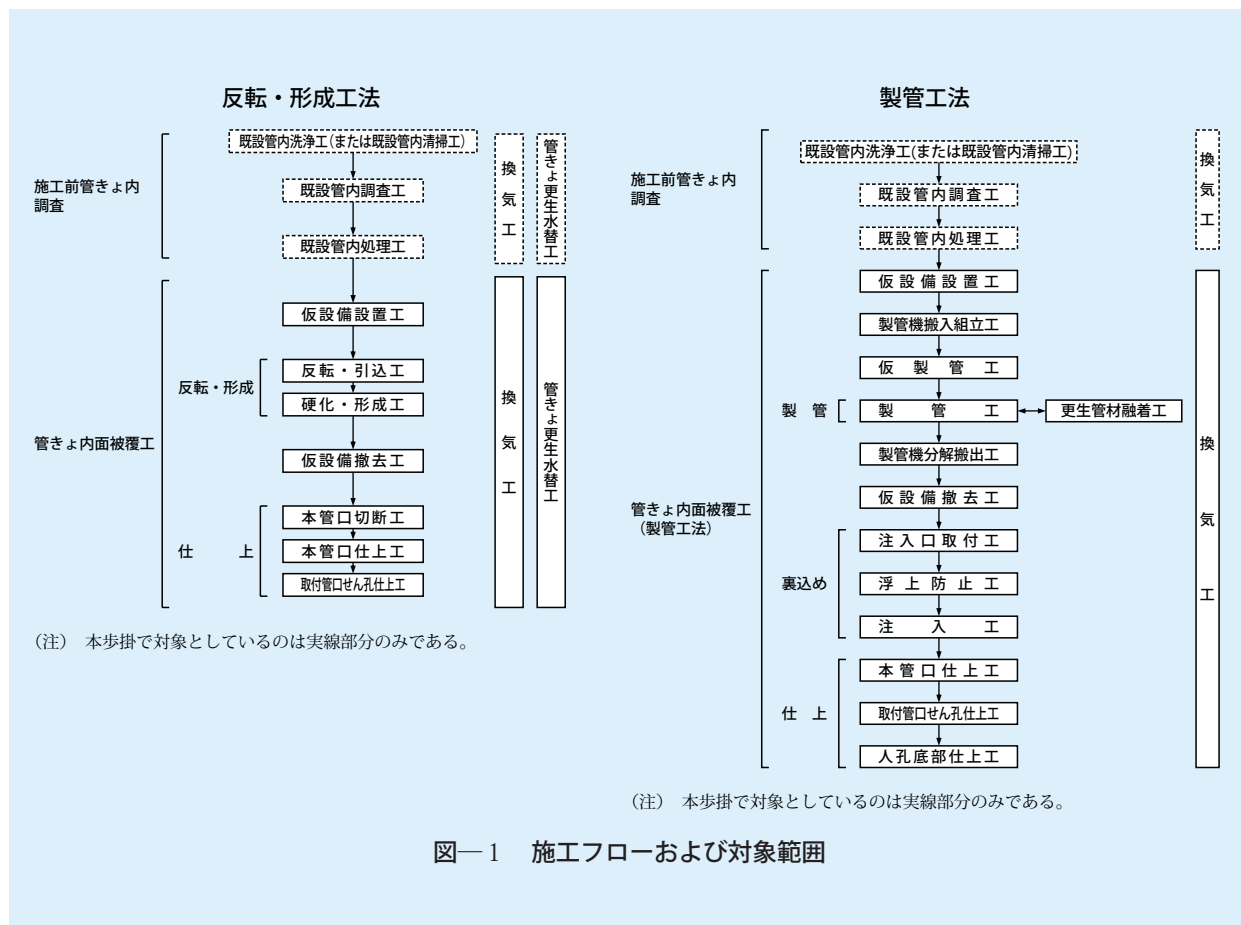 反転・形成工法
既設管内洗浄工(または既設管内清掃工)
施工前管きょ内
調査
既設管内調査工
既設管内処理工
換気工
管きょ更生水替工
仮設備設置工
反転・形成
反転・引込工
硬化・形成工
管きょ内面被覆工
仮設備撤去工
仕　上
本管口切断工
本管口仕上工
取付管口せん孔仕上工
換気工
管きょ更生水替工
（注）　本歩掛で対象としているのは実線部分のみである。
製管工法
既設管内洗浄工(または既設管内清掃工)
施工前管きょ内
調査
既設管内調査工
既設管内処理工
換気工
仮設備設置工
製管機搬入組立工
仮製管工
製　管
製管工
更生管材融着工
製管機分解搬出工
仮設備撤去工
管きょ内面被覆工
（製管工法）
注入口取付工
裏込め
浮上防止工
注入工
本管口仕上工
仕　上
取付管口せん孔仕上工
人孔底部仕上工
換気工
（注）　本歩掛で対象としているのは実線部分のみである。
図―1　施工フローおよび対象範囲